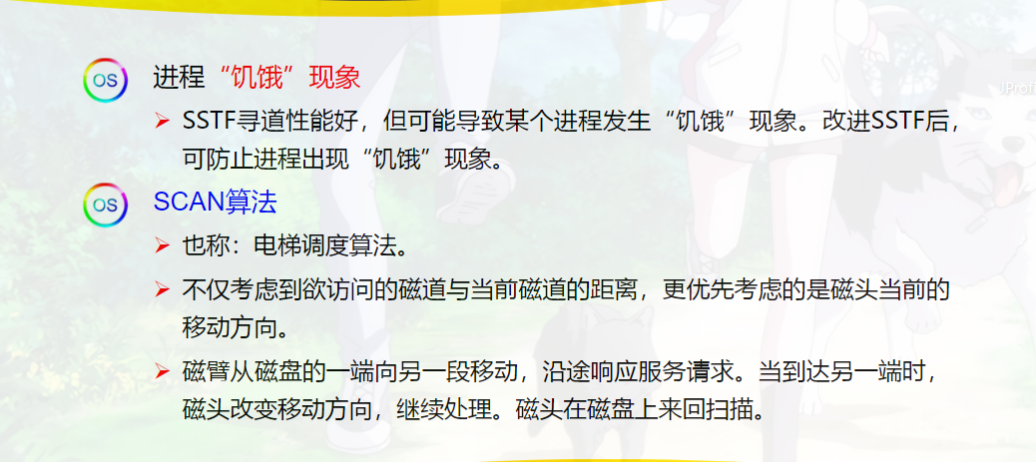 OS 进程“饥饿”现象
➢ SSTF寻道性能好，但可能导致某个进程发生“饥饿”现象。改进SSTF后，
可防止进程出现“饥饿”现象。
OS SCAN算法
➢ 也称：电梯调度算法。
➢ 不仅考虑到欲访问的磁道与当前磁道的距离，更优先考虑的是磁头当前的
移动方向。
➢ 磁臂从磁盘的一端向另一段移动，沿途响应服务请求。当到达另一端时，
磁头改变移动方向，继续处理。磁头在磁盘上来回扫描。